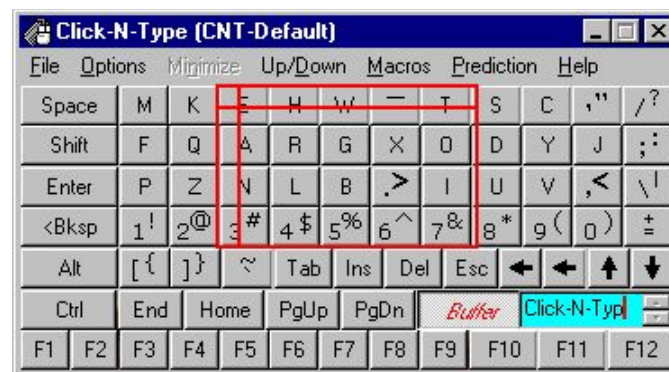 Click-N-Type (CNT-Default)
File Options Minimize Up/Down Macros Prediction Help
Space M K E H W — T S C ' " / ?
Shift F Q A R G X O D Y J ; :
Enter P Z N L B . > I U V , < \ |
<Bksp 1 ! 2 @ 3 # 4 $ 5 % 6 ^ 7 & 8 * 9 ( 0 ) ± 
Alt [ { ] } ~ Tab Ins Del Esc
Ctrl End Home PgUp PgDn Buffer Click-N-Typ
F1 F2 F3 F4 F5 F6 F7 F8 F9 F10 F11 F12